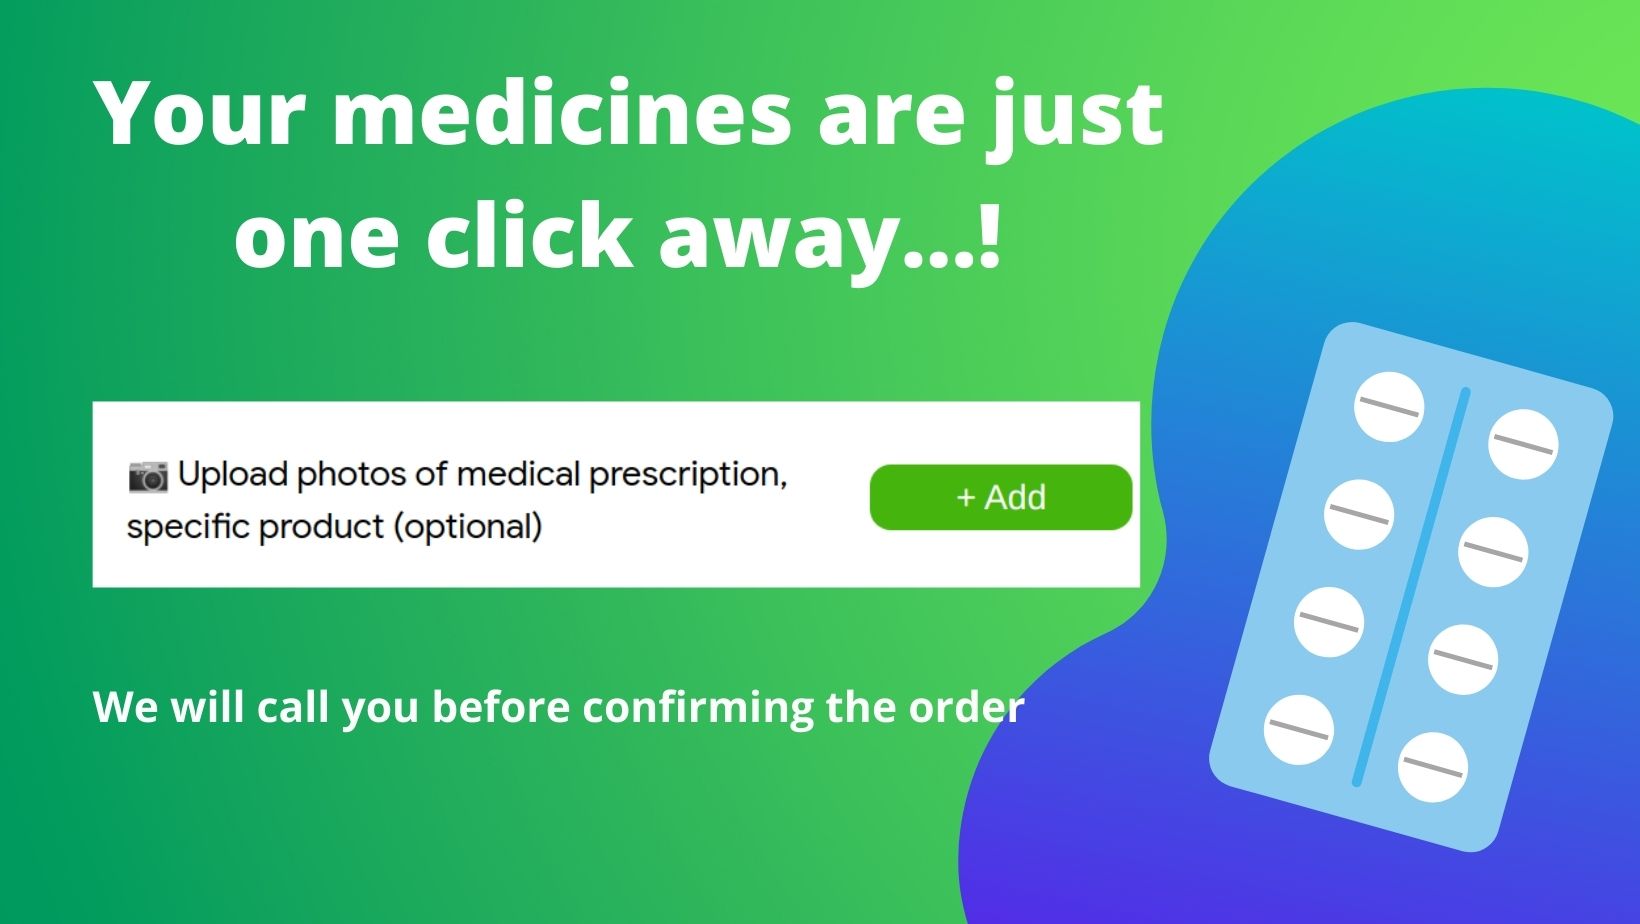 Your medicines are just
one click away...!
Upload photos of medical prescription,
specific product (optional)
+ Add
We will call you before confirming the order